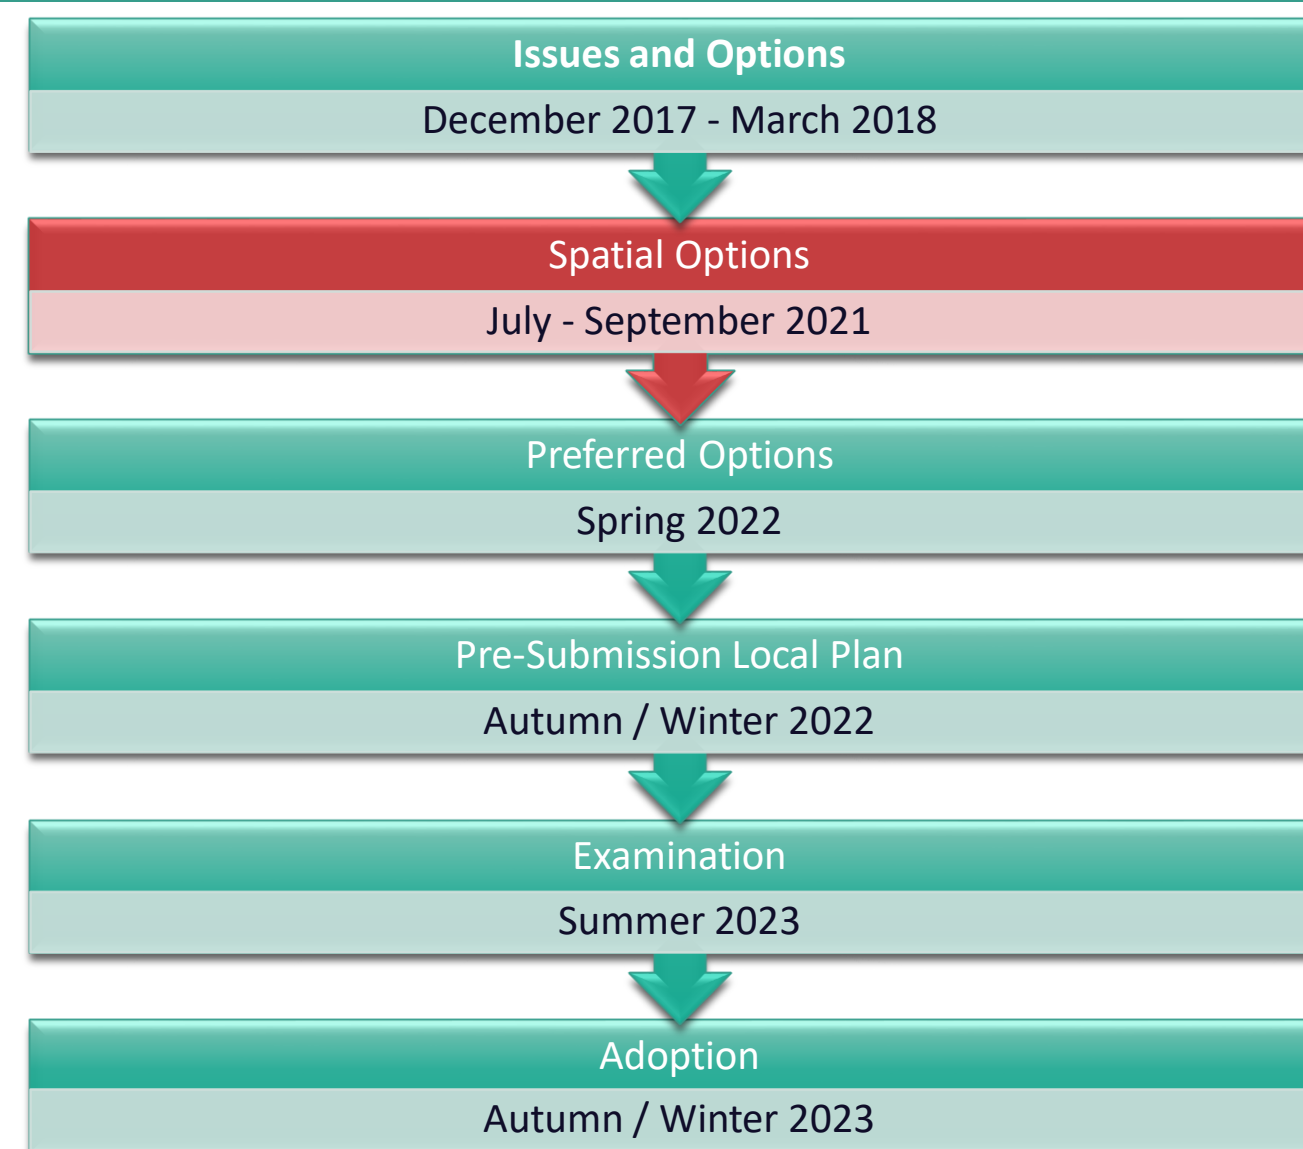 Issues and Options
December 2017 - March 2018
Spatial Options
July - September 2021
Preferred Options
Spring 2022
Pre-Submission Local Plan
Autumn / Winter 2022
Examination
Summer 2023
Adoption
Autumn / Winter 2023